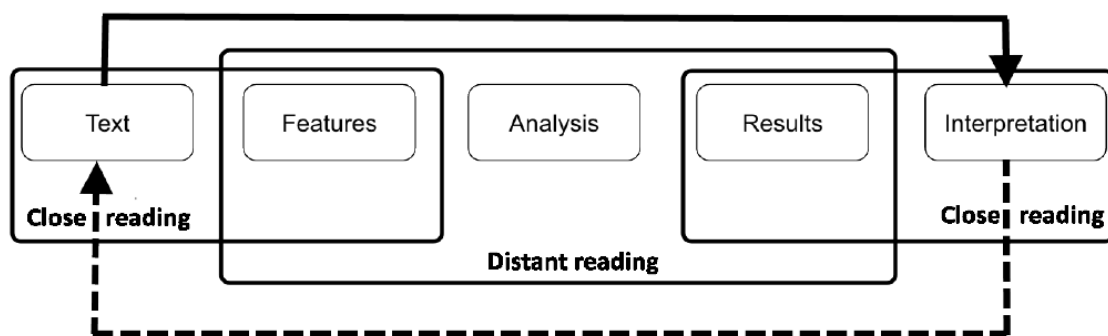 Text
Features
Analysis
Results
Interpretation
Close reading
Close reading
Distant reading